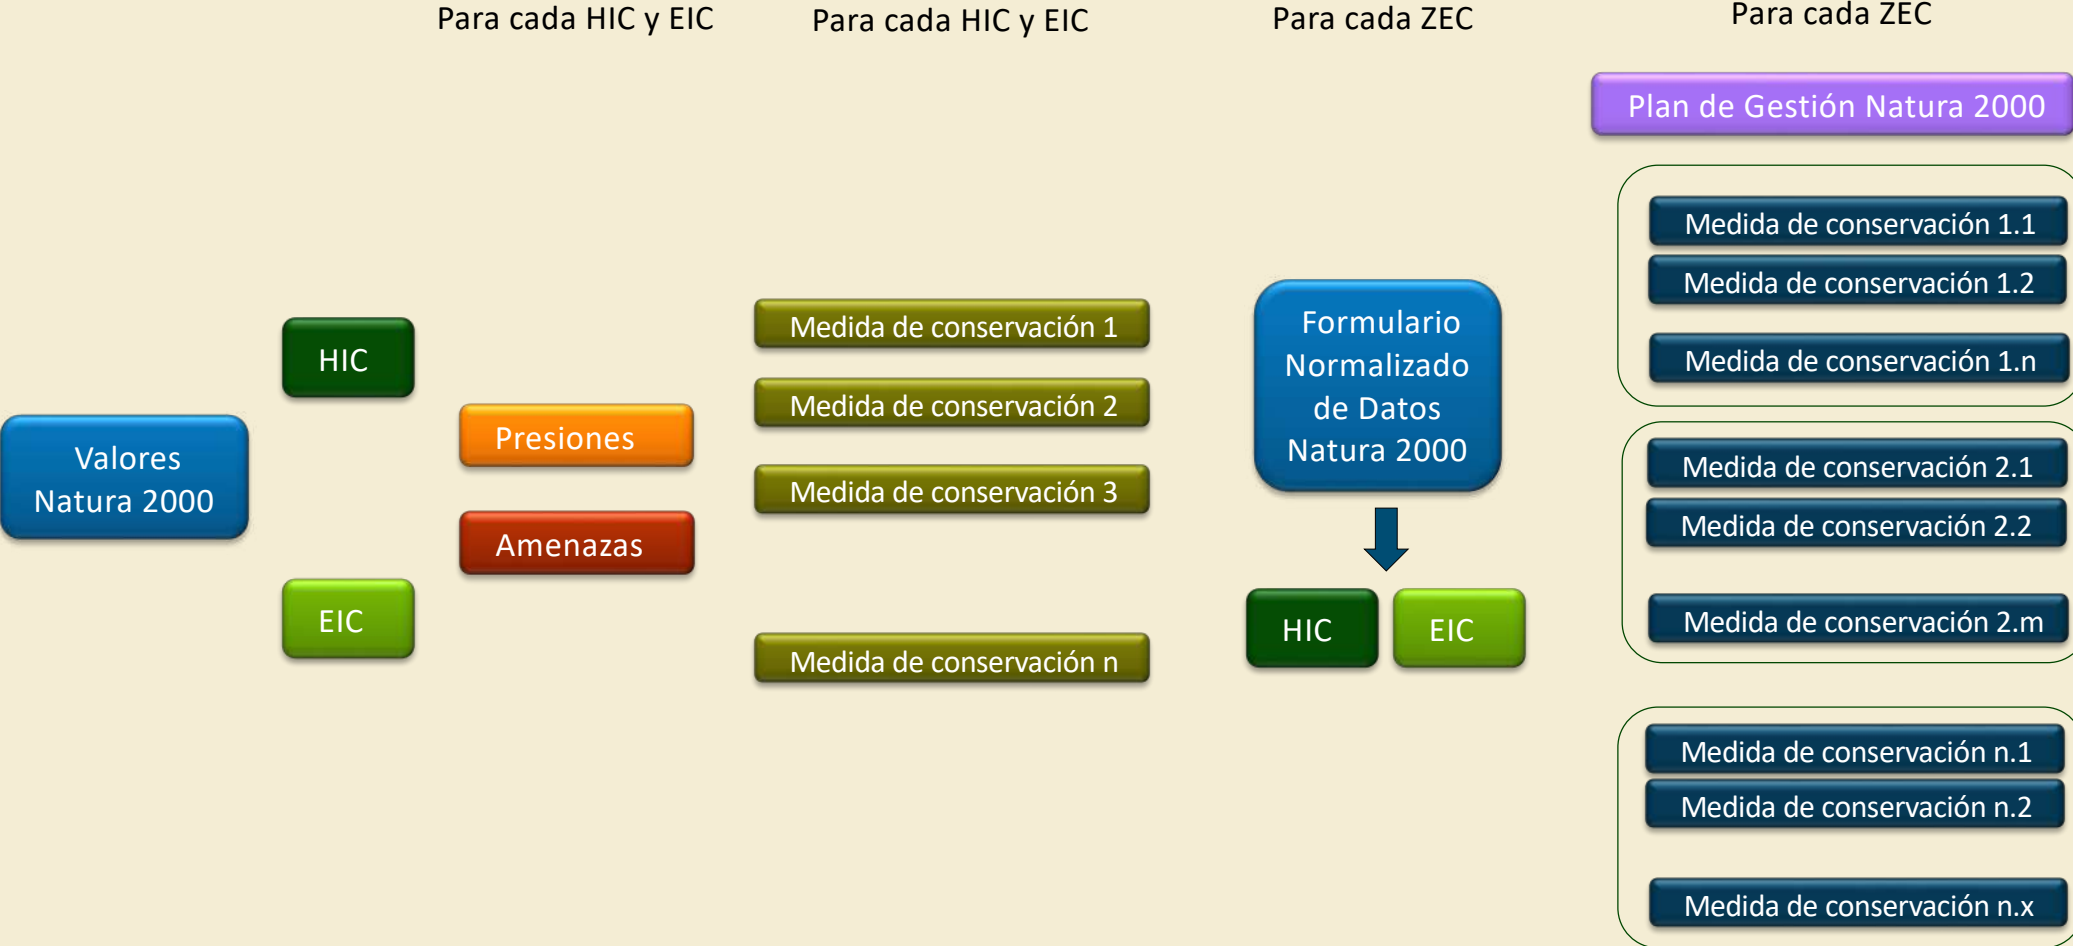 Para cada HIC y EIC
Para cada HIC y EIC
Para cada ZEC
Para cada ZEC
Valores
Natura 2000
HIC
EIC
Presiones
Amenazas
Medida de conservación 1
Medida de conservación 2
Medida de conservación 3
Medida de conservación n
Formulario
Normalizado
de Datos
Natura 2000
HIC
EIC
Plan de Gestión Natura 2000
Medida de conservación 1.1
Medida de conservación 1.2
Medida de conservación 1.n
Medida de conservación 2.1
Medida de conservación 2.2
Medida de conservación 2.m
Medida de conservación n.1
Medida de conservación n.2
Medida de conservación n.x